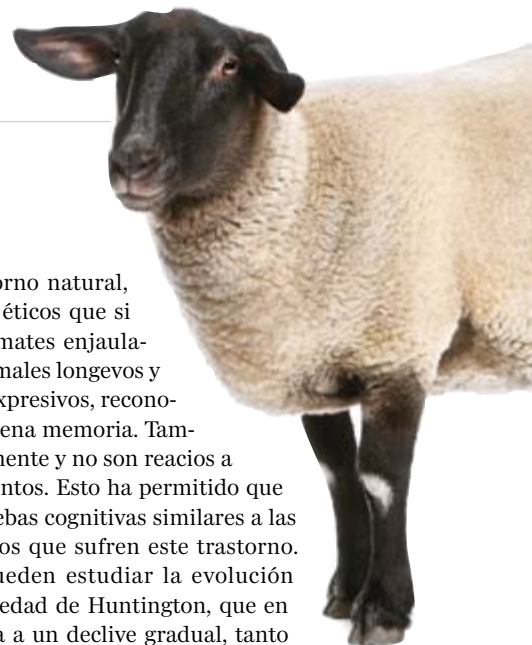 orno natural,
éticos que si
mates enjaula-
males longevos y
xpresivos, recono-
ena memoria. Tam-
ente y no son reacios a
ntos. Esto ha permitido que
ebas cognitivas similares a las
os que sufren este trastorno.
ueden estudiar la evolución
edad de Huntington, que en
a a un declive gradual, tanto